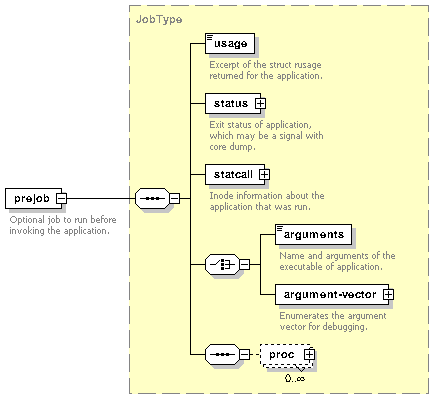 JobType
usage
Excerpt of the struct rusage
returned for the application.
status
Exit status of application,
which may be a signal with
core dump.
statcall
Inode information about the
application that was run.
prejob
Optional job to run before
invoking the application.
arguments
Name and arguments of the
executable of application.
argument-vector
Enumerates the argument
vector for debugging.
proc
0..∞